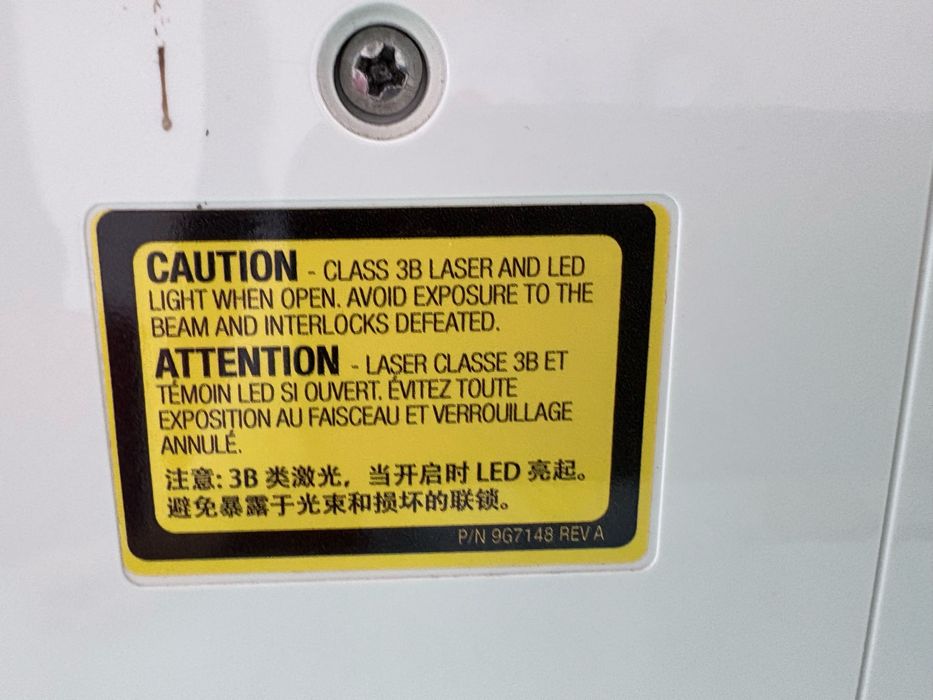 CAUTION - CLASS 3B LASER AND LED
LIGHT WHEN OPEN. AVOID EXPOSURE TO THE
BEAM AND INTERLOCKS DEFEATED.
ATTENTION - LASER CLASSE 3B ET
TÉMOIN LED SI OUVERT. ÉVITEZ TOUTE
EXPOSITION AU FAISCEAU ET VERROUILLAGE
ANNULÉ.
注意: 3B 类激光，当开启时 LED 亮起。
避免暴露于光束和损坏的联锁。
P/N 9G7148 REV A